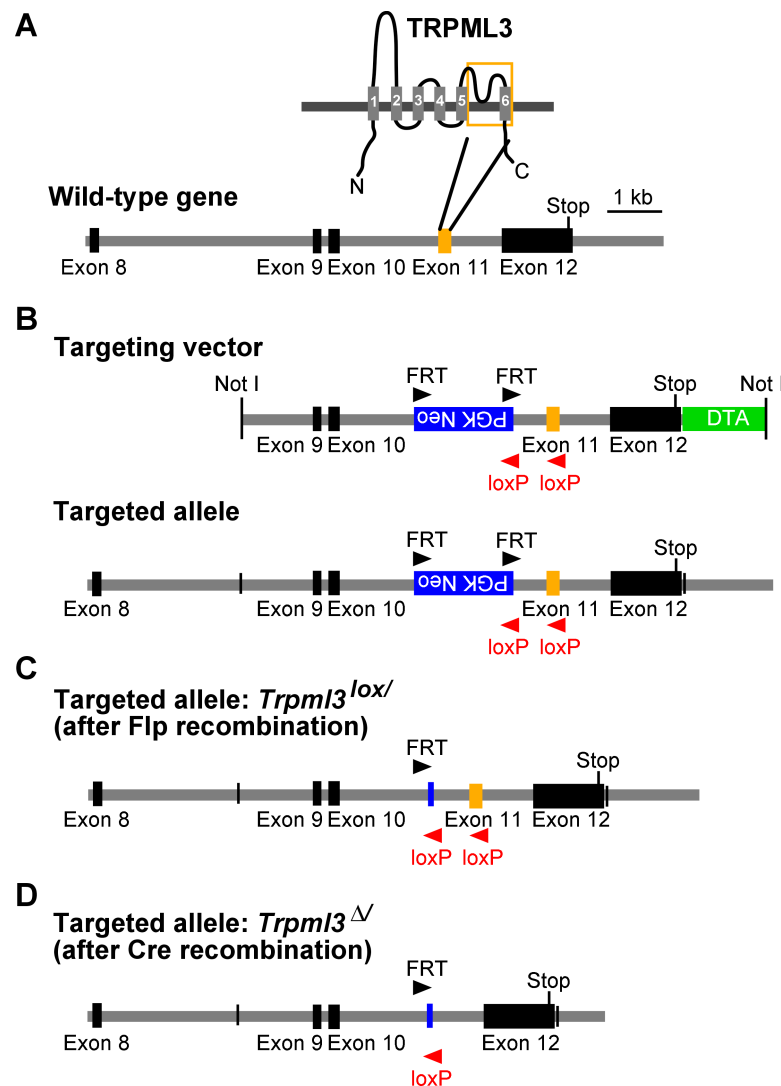 A
TRPML3
1 2 3 4 5 6
N
C
Wild-type gene
Stop
1 kb
Exon 8
Exon 9
Exon 10
Exon 11
Exon 12
B
Targeting vector
Not I
FRT
FRT
Stop
Not I
PGK Neo
DTA
Exon 9
Exon 10
Exon 11
Exon 12
loxP
loxP
Targeted allele
FRT
FRT
Stop
PGK Neo
Exon 8
Exon 9
Exon 10
Exon 11
Exon 12
loxP
loxP
C
Targeted allele: Trpml3 lox/
(after Flp recombination)
FRT
Stop
Exon 8
Exon 9
Exon 10
Exon 11
Exon 12
loxP
loxP
D
Targeted allele: Trpml3 Δ/
(after Cre recombination)
FRT
Stop
Exon 8
Exon 9
Exon 10
Exon 12
loxP